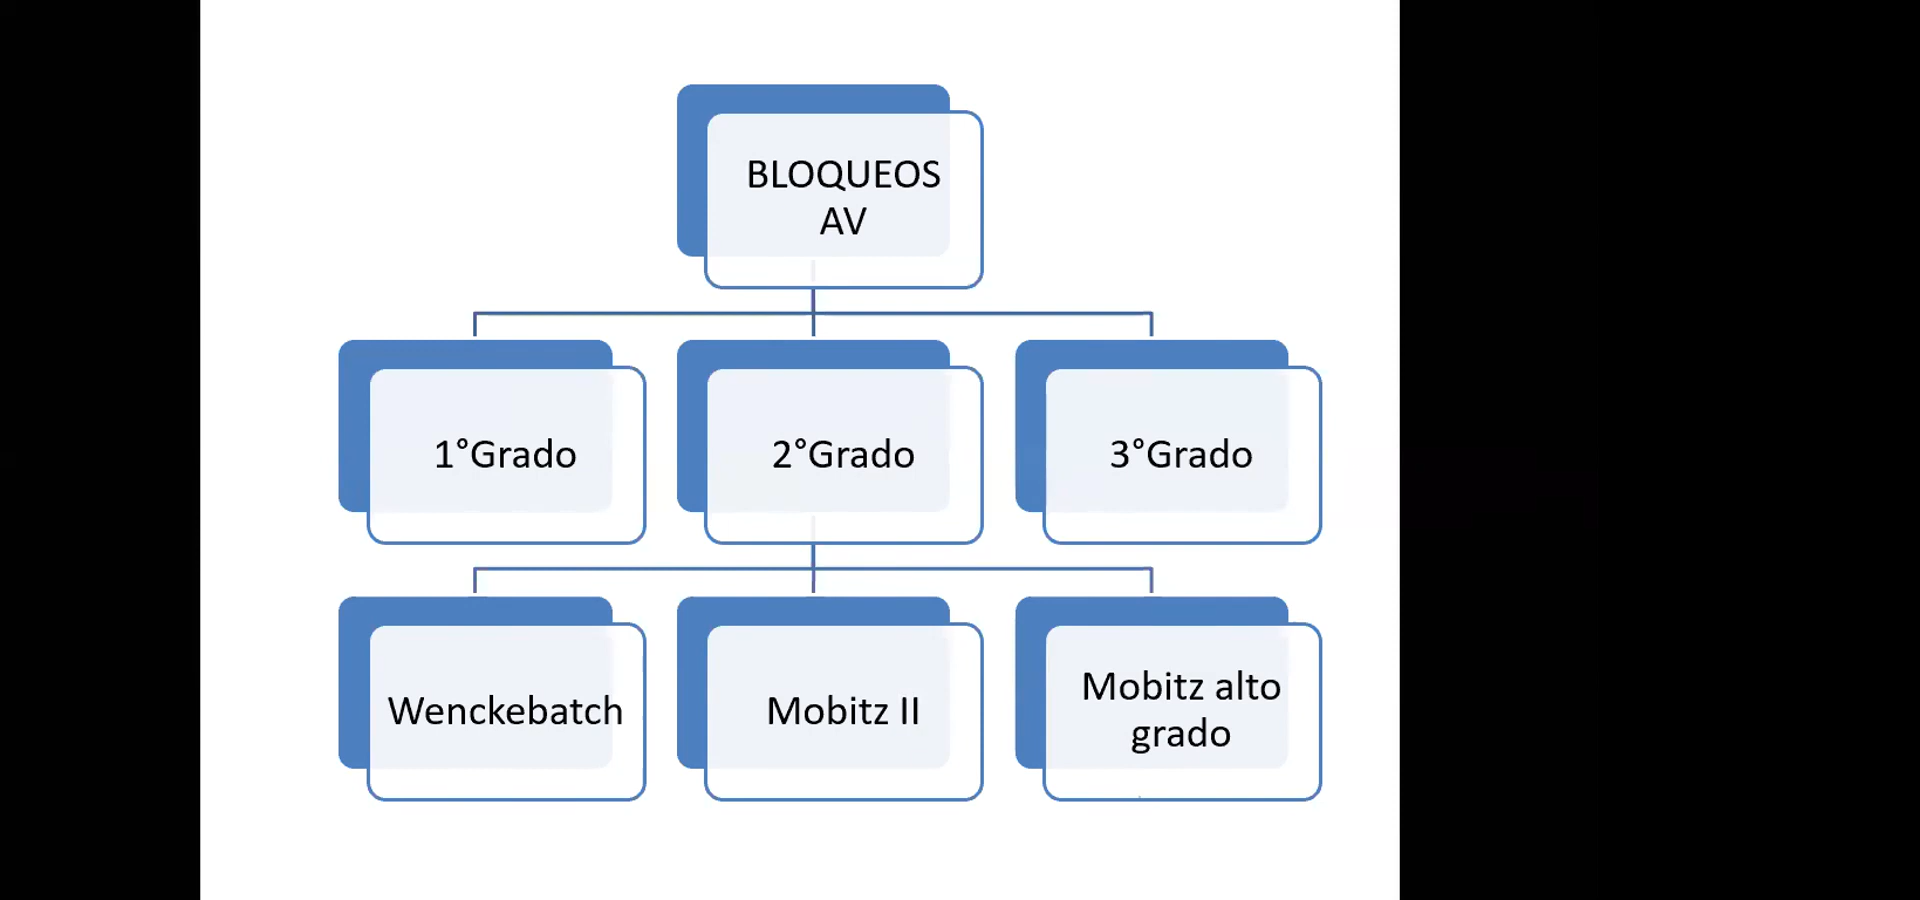 BLOQUEOS
AV
1°Grado
2°Grado
3°Grado
Wenckebatch
Mobitz II
Mobitz alto
grado